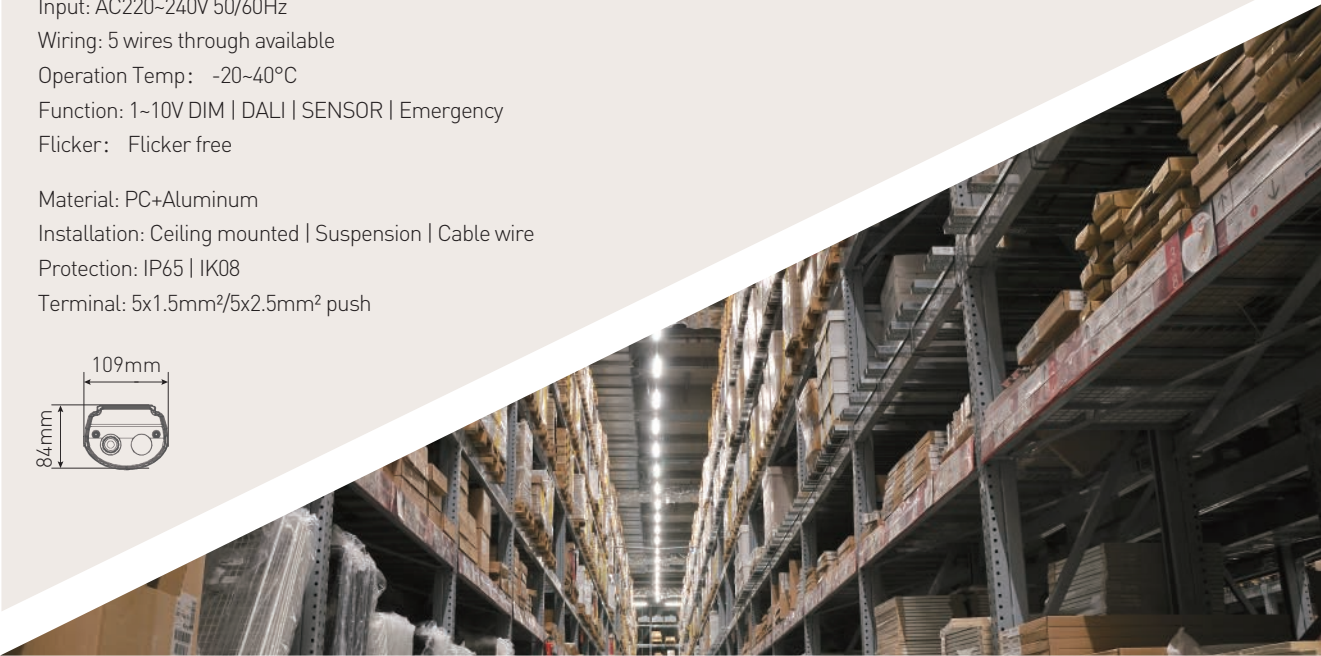 Input: AC220~240V 50/60Hz
Wiring: 5 wires through available
Operation Temp： -20~40°C
Function: 1~10V DIM | DALI | SENSOR | Emergency
Flicker： Flicker free
Material: PC+Aluminum
Installation: Ceiling mounted | Suspension | Cable wire
Protection: IP65 | IK08
Terminal: 5x1.5mm²/5x2.5mm² push
109mm
84mm